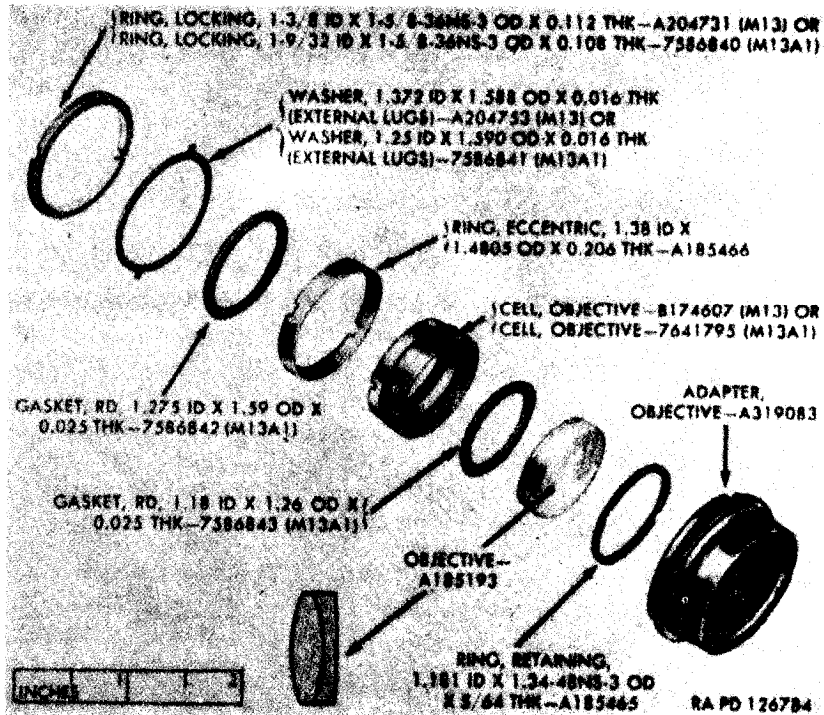 RING, LOCKING, 1-3/8 ID X 1-5/8-36NS-3 OD X 0.112 THK—A204731 (M13) OR
RING, LOCKING, 1-9/32 ID X 1-5/8-36NS-3 OD X 0.108 THK—7586840 (M13A1)
WASHER, 1.372 ID X 1.588 OD X 0.016 THK
(EXTERNAL LUGS)—A204753 (M13) OR
WASHER, 1.25 ID X 1.590 OD X 0.016 THK
(EXTERNAL LUGS)—7586841 (M13A1)
RING, ECCENTRIC, 1.38 ID X
1.4805 OD X 0.206 THK—A185466
CELL, OBJECTIVE—B174607 (M13) OR
CELL, OBJECTIVE—7641795 (M13A1)
ADAPTER,
OBJECTIVE—A319083
GASKET, RD, 1.275 ID X 1.59 OD X
0.025 THK—7586842 (M13A1)
GASKET, RD, 1.18 ID X 1.26 OD X
0.025 THK—7586843 (M13A1)
OBJECTIVE—
A185193
RING, RETAINING,
1.181 ID X 1.34-48NS-3 OD
X 5/64 THK—A185465
INCHES 1 2
RA PD 126784